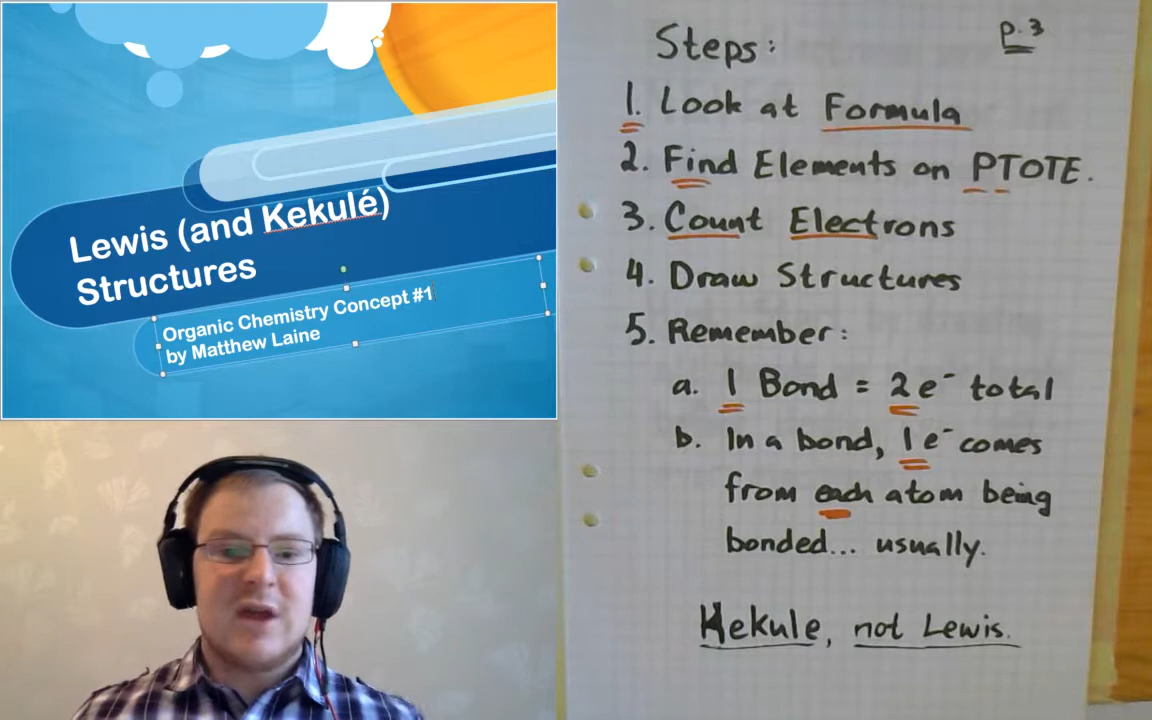 Lewis (and Kekulé)
Structures
Organic Chemistry Concept #1
by Matthew Laine
Steps:
p.3
1. Look at Formula
2. Find Elements on PTOTE.
3. Count Electrons
4. Draw Structures
5. Remember:
a. 1 Bond = 2e⁻ total
b. In a bond, 1e⁻ comes
from each atom being
bonded... usually.
Kekule, not Lewis.